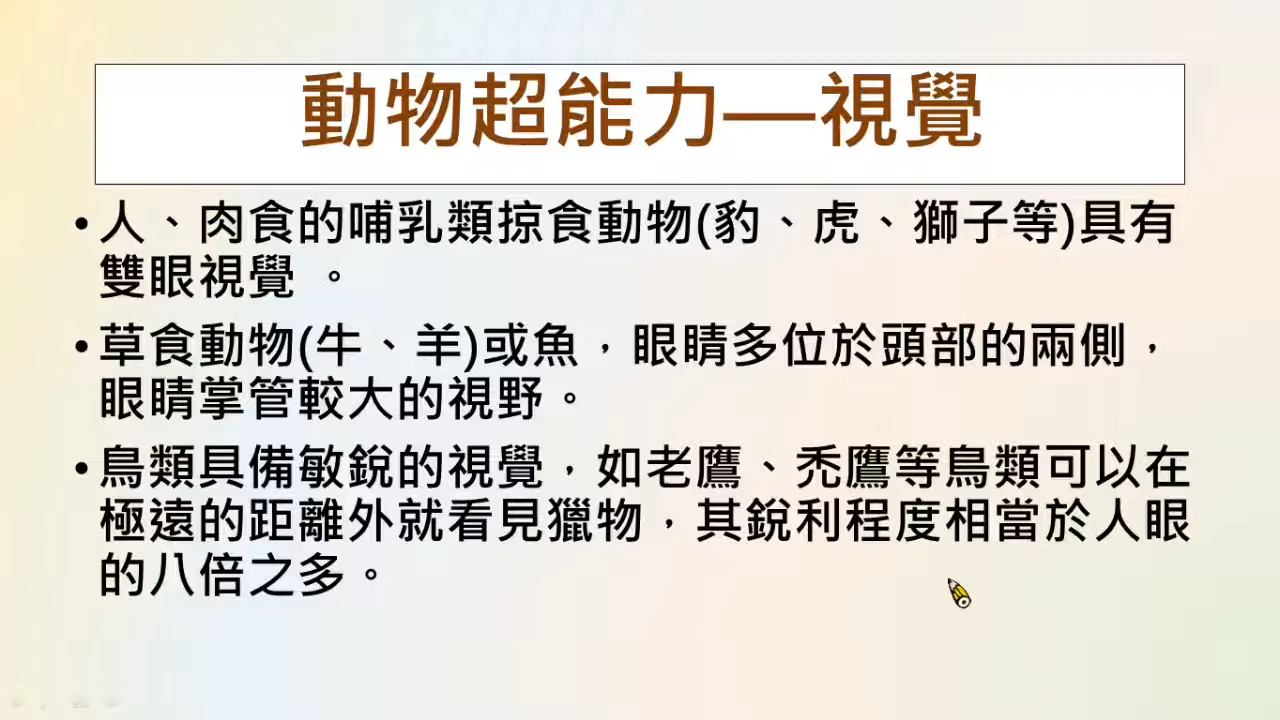 動物超能力—視覺
•人、肉食的哺乳類掠食動物(豹、虎、獅子等)具有
雙眼視覺 。
•草食動物(牛、羊)或魚，眼睛多位於頭部的兩側，
眼睛掌管較大的視野。
•鳥類具備敏銳的視覺，如老鷹、禿鷹等鳥類可以在
極遠的距離外就看見獵物，其銳利程度相當於人眼
的八倍之多。